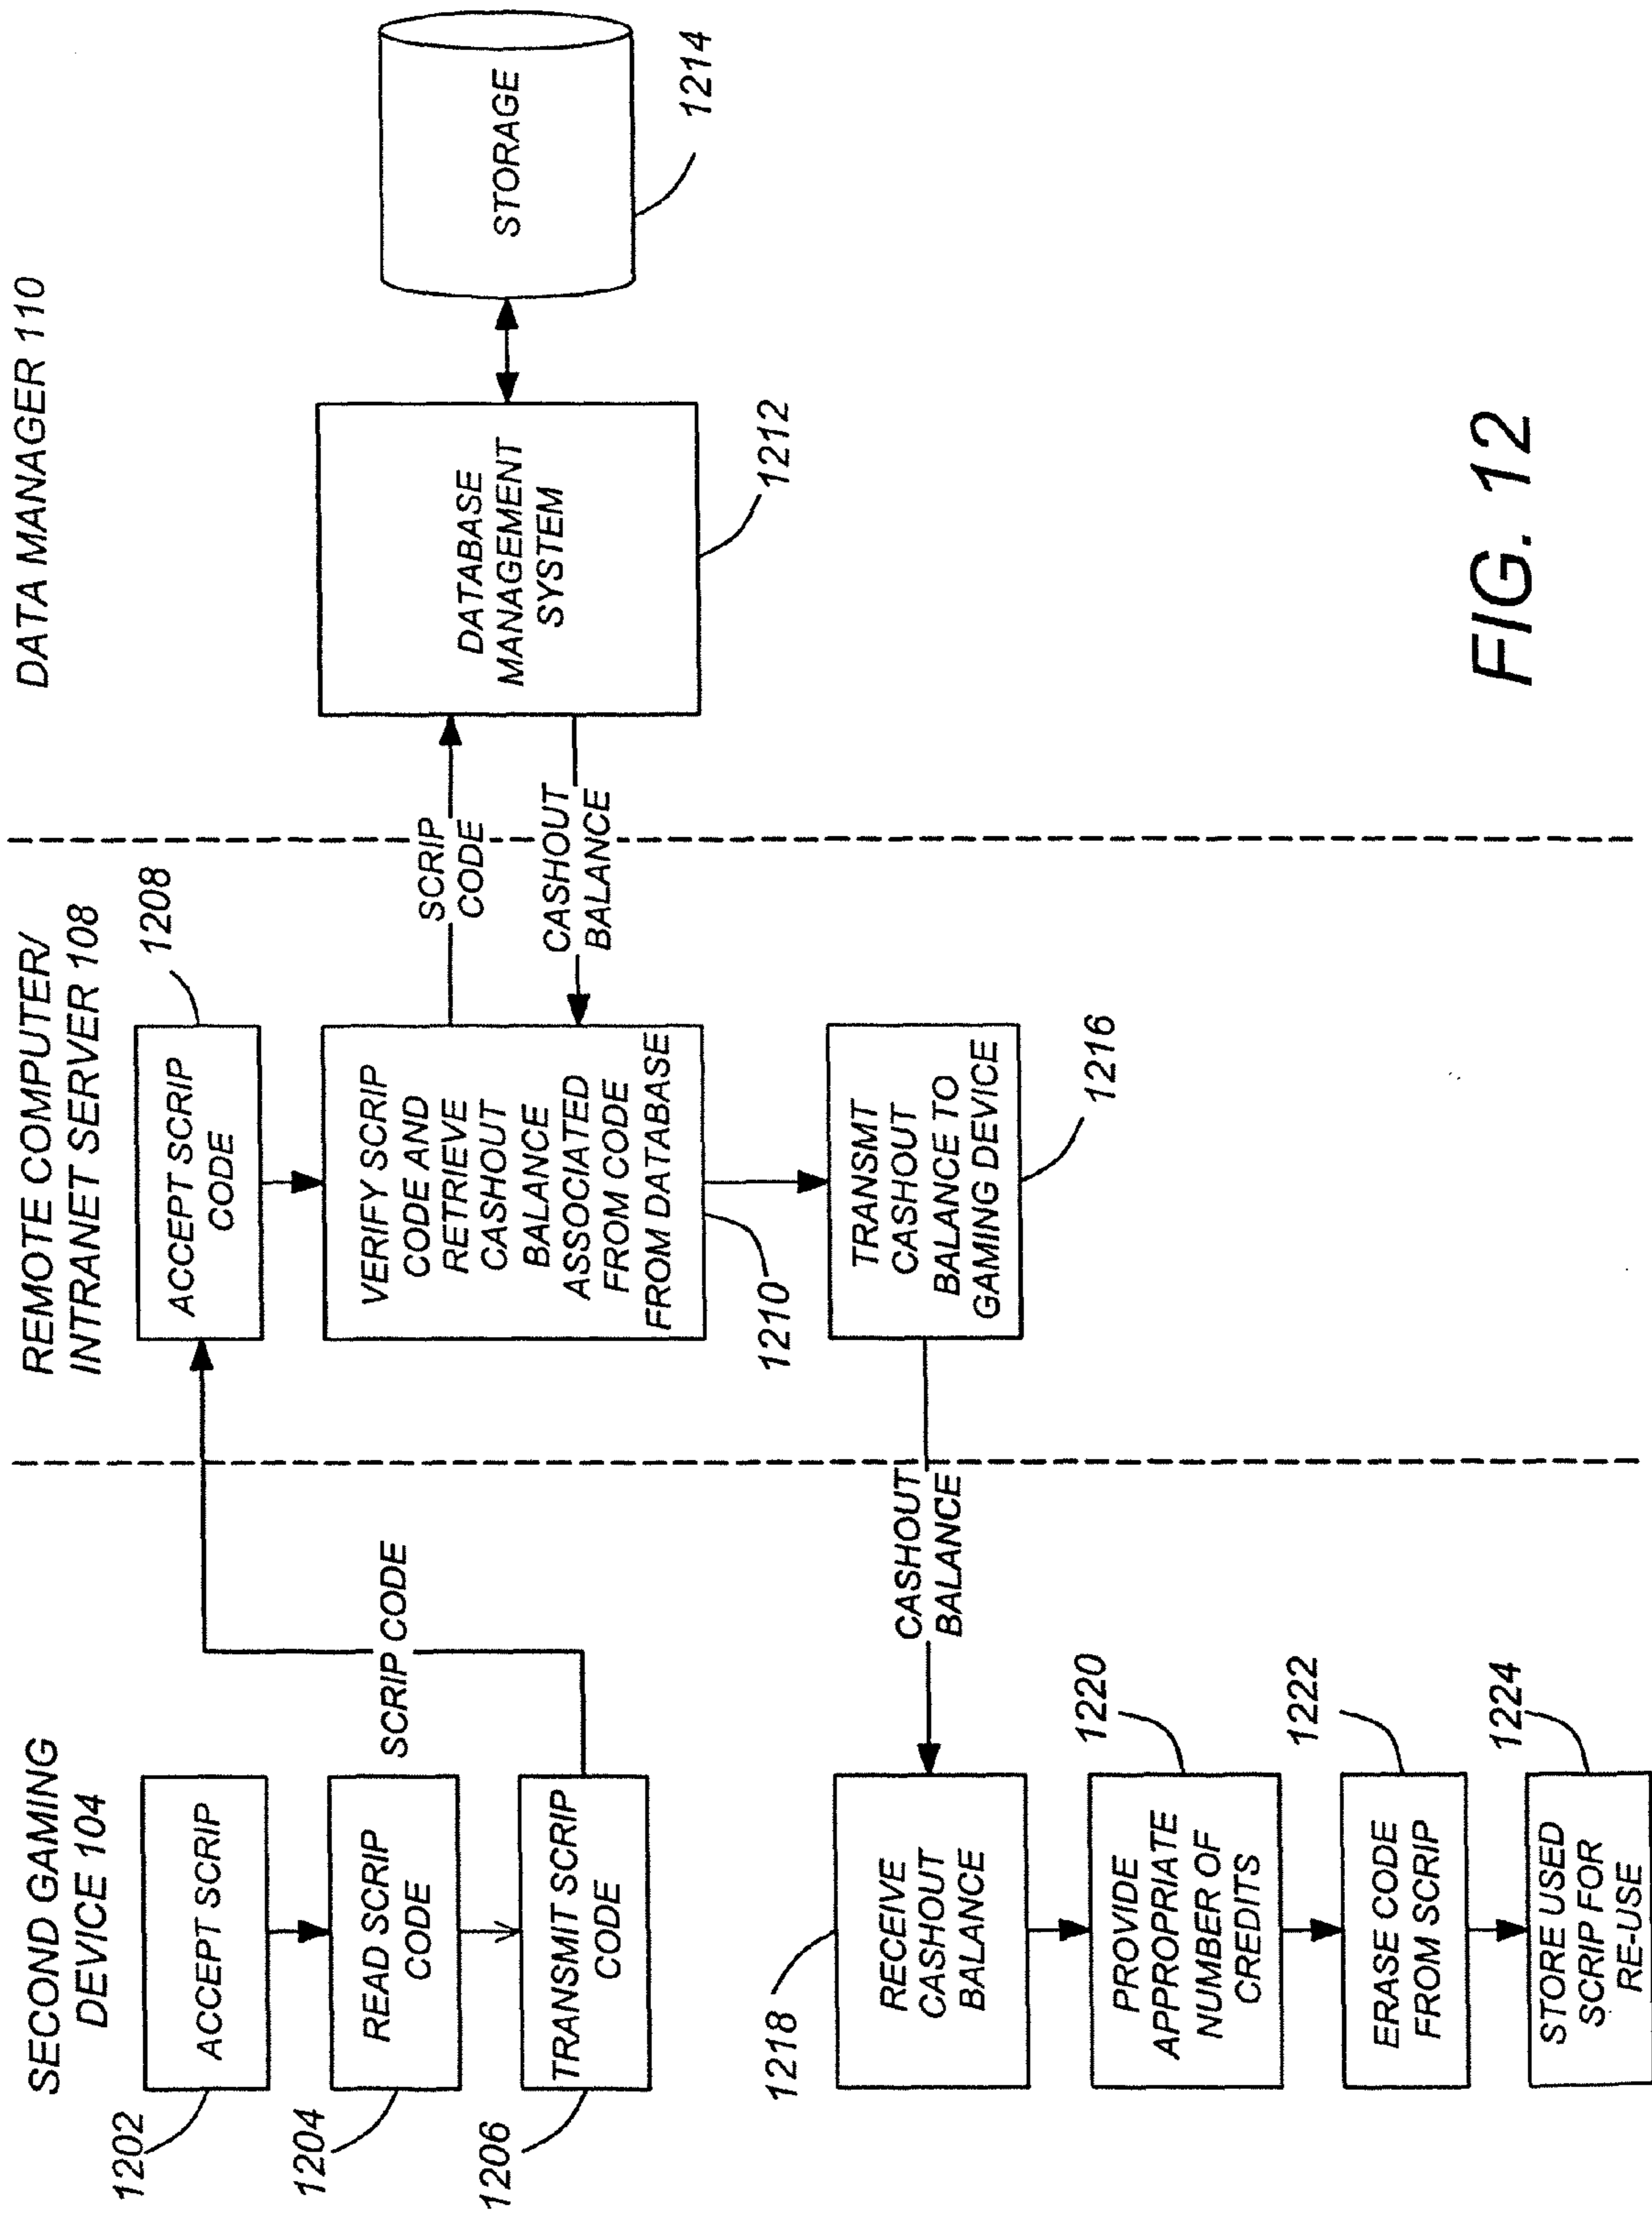 SECOND GAMING
DEVICE 104
1202
ACCEPT SCRIP
1204
READ SCRIP
CODE
1206
TRANSMIT SCRIP
CODE
SCRIP CODE
1218
RECEIVE
CASHOUT
BALANCE
1220
PROVIDE
APPROPRIATE
NUMBER OF
CREDITS
1222
ERASE CODE
FROM SCRIP
1224
STORE USED
SCRIP FOR
RE-USE
REMOTE COMPUTER/
INTRANET SERVER 108
1208
ACCEPT SCRIP
CODE
VERIFY SCRIP
CODE AND
RETRIEVE
CASHOUT
BALANCE
ASSOCIATED
FROM CODE
FROM DATABASE
1210
TRANSMT
CASHOUT
BALANCE TO
GAMING DEVICE
1216
CASHOUT
BALANCE
SCRIP
CODE
CASHOUT
BALANCE
DATA MANAGER 110
DATABASE
MANAGEMENT
SYSTEM
1212
STORAGE
1214
FIG. 12